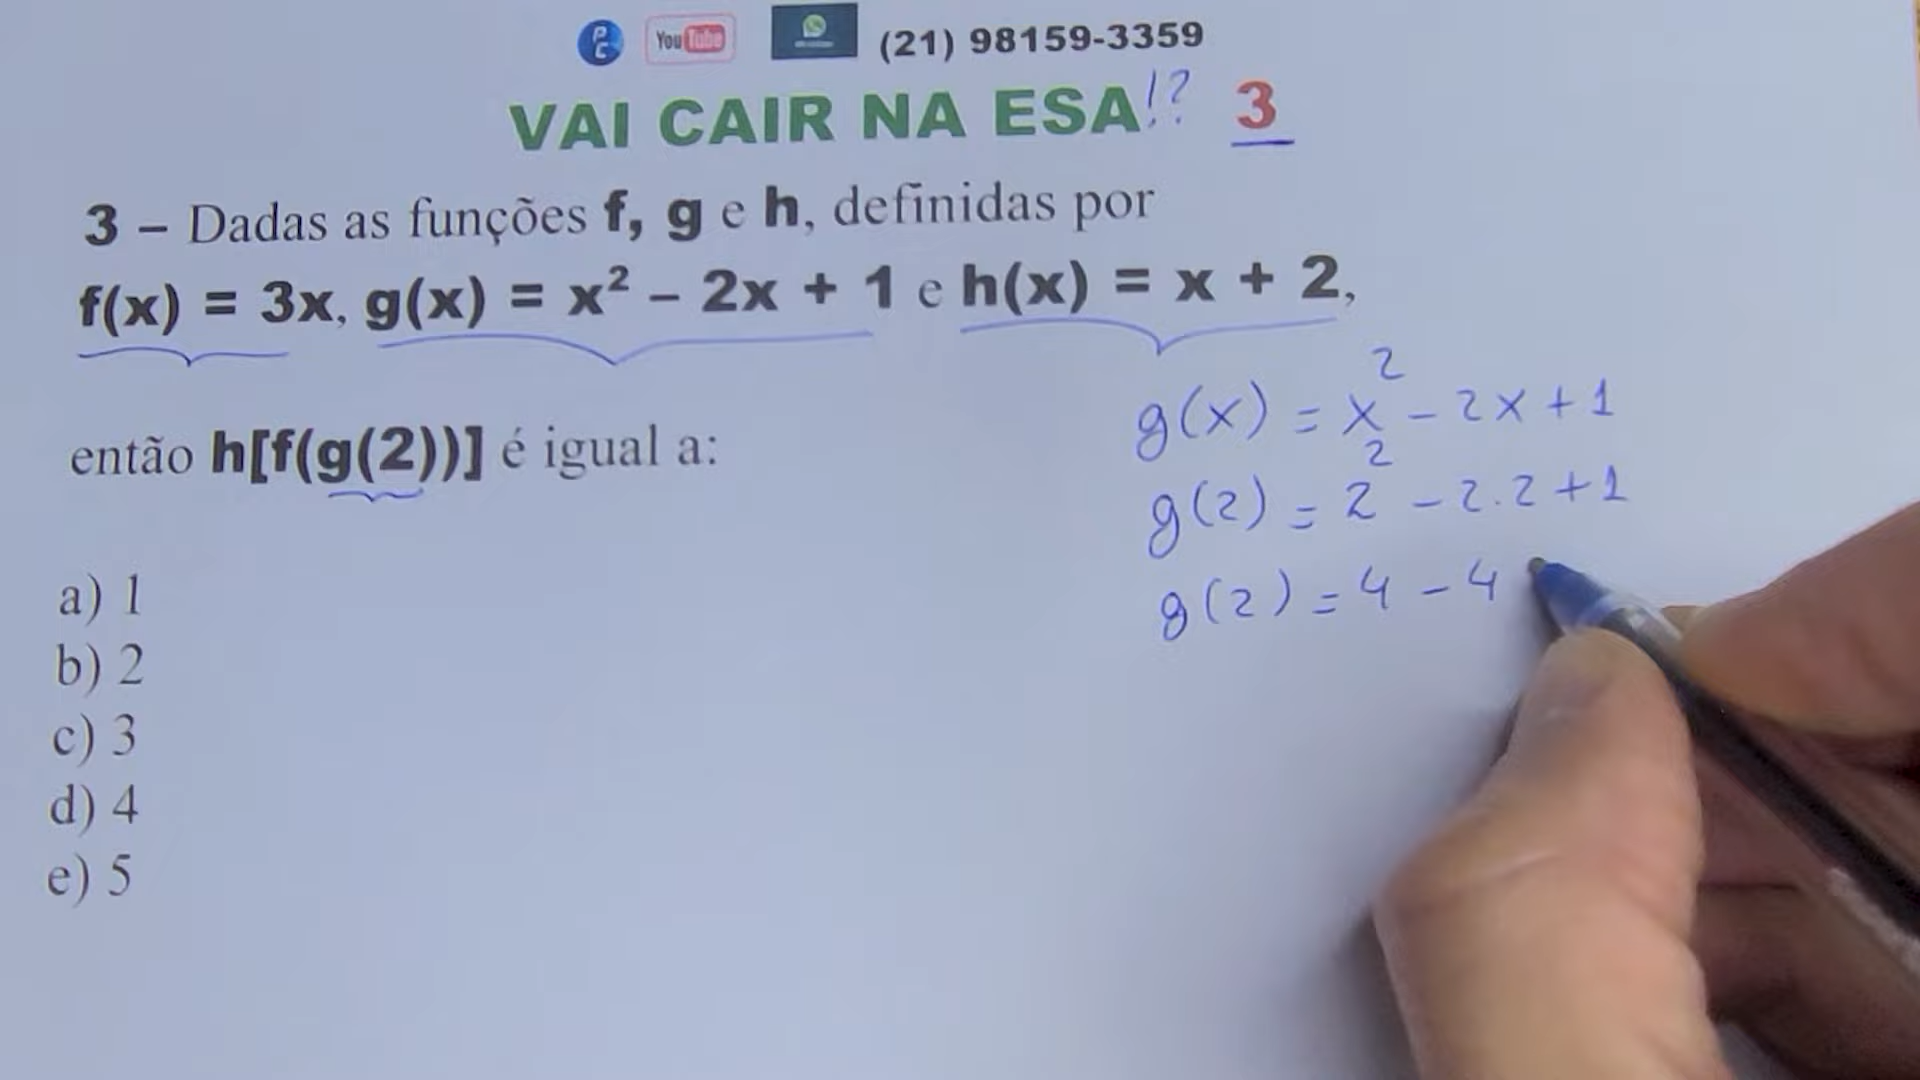 PC YouTube (21) 98159-3359
VAI CAIR NA ESA!? 3
3 – Dadas as funções f, g e h, definidas por
f(x) = 3x, g(x) = x² – 2x + 1 e h(x) = x + 2,
então h[f(g(2))] é igual a:
a) 1
b) 2
c) 3
d) 4
e) 5
g(x) = x² - 2x + 1
g(2) = 2² - 2.2 + 1
g(2) = 4 - 4